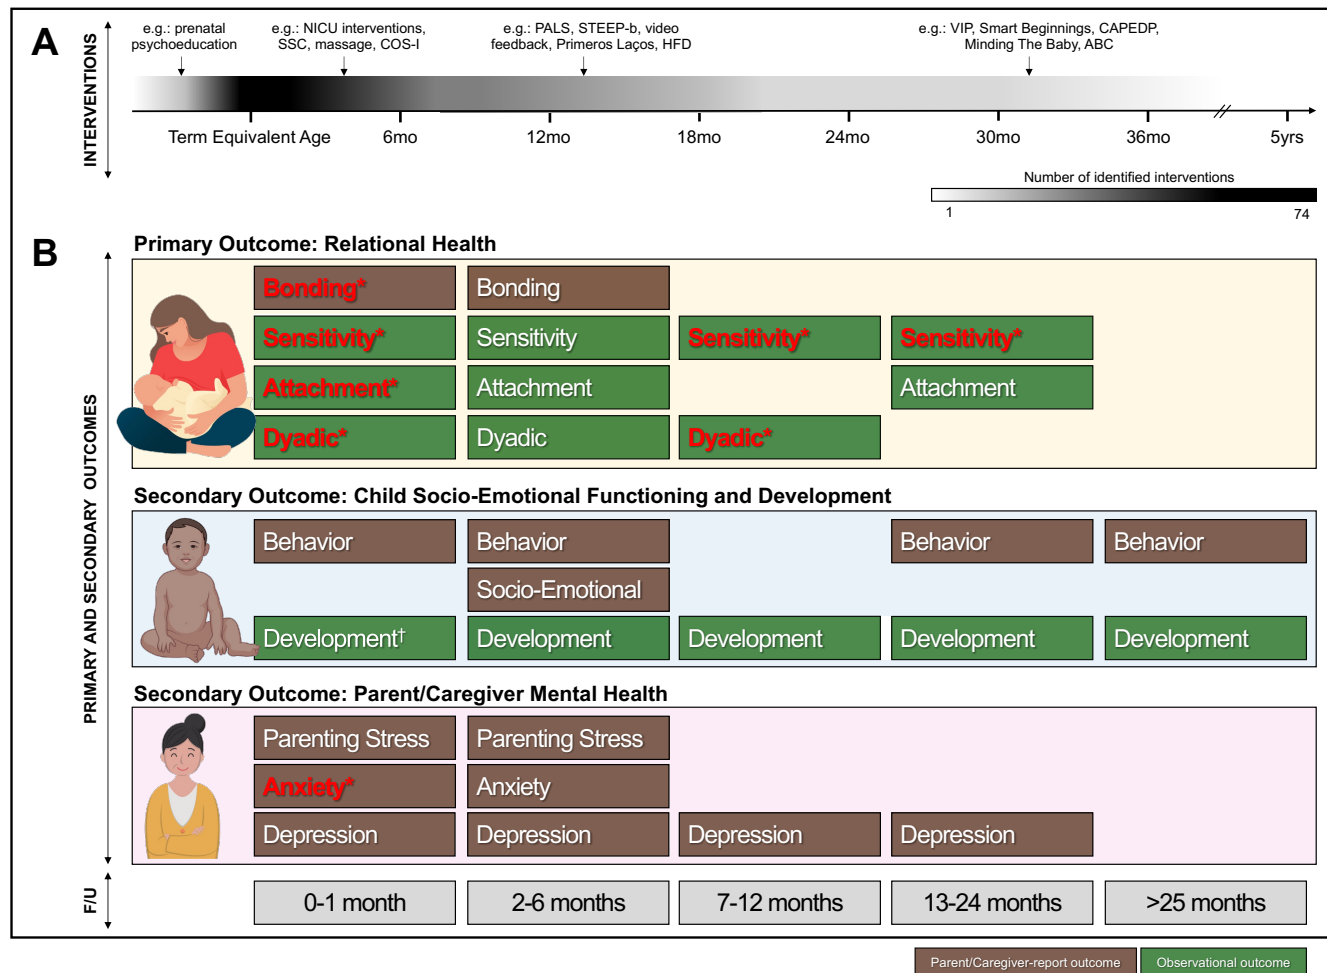 A
INTERVENTIONS
e.g.: prenatal
psychoeducation
e.g.: NICU interventions,
SSC, massage, COS-I
e.g.: PALS, STEEP-b, video
feedback, Primeros Laços, HFD
e.g.: VIP, Smart Beginnings, CAPEDP,
Minding The Baby, ABC
Term Equivalent Age 6mo 12mo 18mo 24mo 30mo 36mo 5yrs
Number of identified interventions
1 74
B
PRIMARY AND SECONDARY OUTCOMES
Primary Outcome: Relational Health
Bonding* Bonding
Sensitivity* Sensitivity Sensitivity* Sensitivity*
Attachment* Attachment Attachment
Dyadic* Dyadic Dyadic*
Secondary Outcome: Child Socio-Emotional Functioning and Development
Behavior Behavior Behavior Behavior
Socio-Emotional
Development† Development Development Development Development
Secondary Outcome: Parent/Caregiver Mental Health
Parenting Stress Parenting Stress
Anxiety* Anxiety
Depression Depression Depression Depression
F/U
0-1 month 2-6 months 7-12 months 13-24 months >25 months
Parent/Caregiver-report outcome Observational outcome